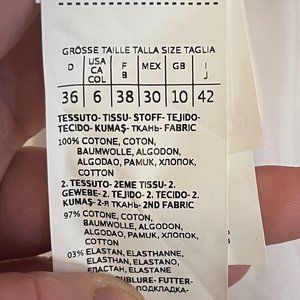 GRÖSSE TAILLE TALLA SIZE TAGLIA
D USA CA COL F B MEX GB I J
36 6 38 30 10 42
TESSUTO- TISSU- STOFF- TEJIDO-
TECIDO- KUMAŞ- ТКАНЬ- FABRIC
100% COTONE, COTON,
BAUMWOLLE, ALGODON,
ALGODAO, PAMUK, ХЛОПОК,
COTTON
2. TESSUTO- 2EME TISSU- 2.
GEWEBE- 2. TEJIDO- 2. TECIDO- 2.
KUMAŞ- 2-Я ТКАНЬ- 2ND FABRIC
97% COTONE, COTON,
BAUMWOLLE, ALGODON,
ALGODAO, PAMUK, ХЛОПОК,
COTTON
03% ELASTAN, ELASTHANNE,
ELASTHAN, ELASTANO,
ЕЛАСТАН, ELASTANE
DOUBLURE- FUTTER-
ПОДКЛАДКА-